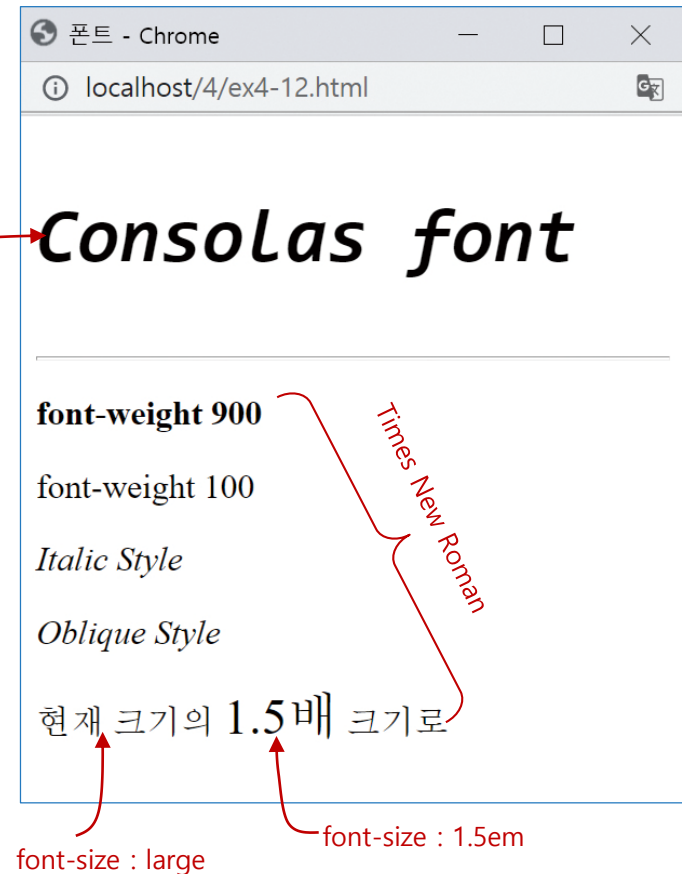 폰트 - Chrome
localhost/4/ex4-12.html
Consolas font
font-weight 900
Times New Roman
font-weight 100
Italic Style
Oblique Style
현재 크기의 1.5배 크기로
font-size : 1.5em
font-size : large